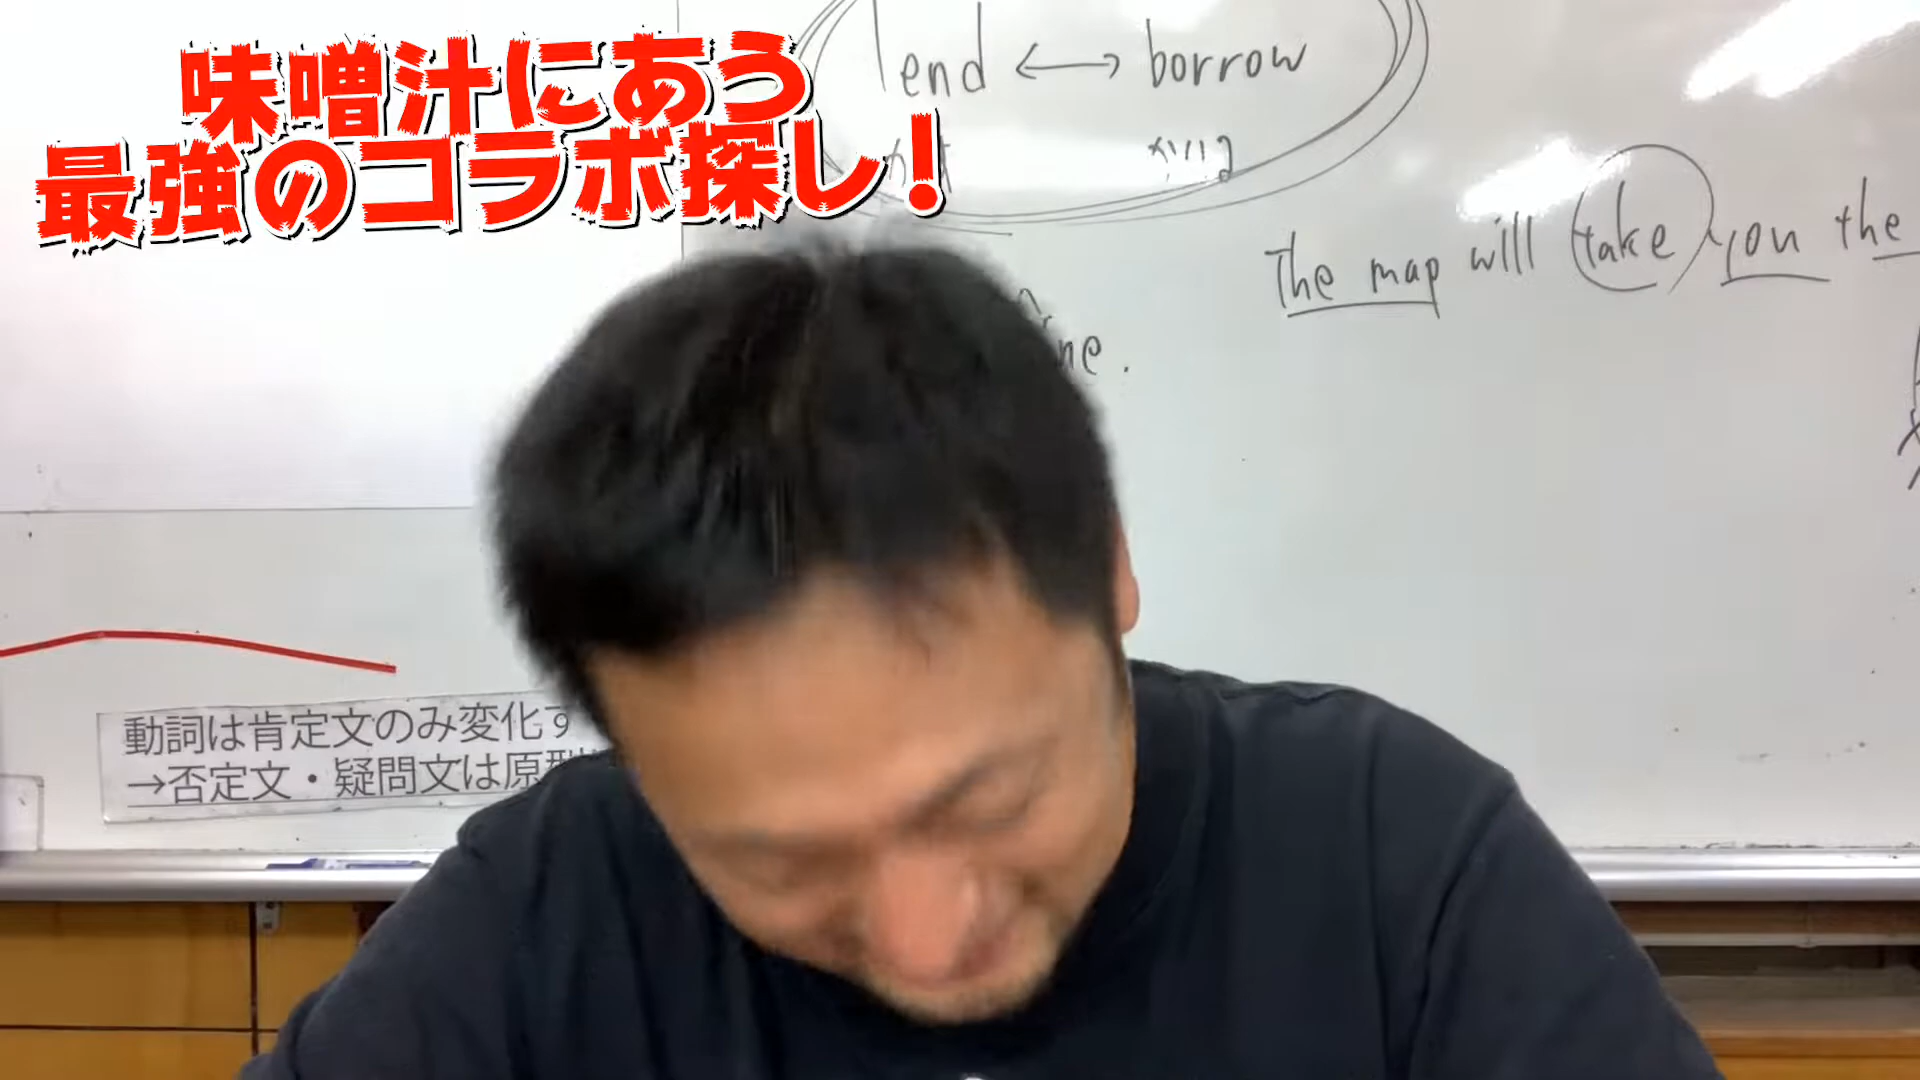 味噌汁にあう
最強のコラボ探し！
lend ⟷ borrow
かりる
The map will take you the
ne.
動詞は肯定文のみ変化す
→否定文・疑問文は原型